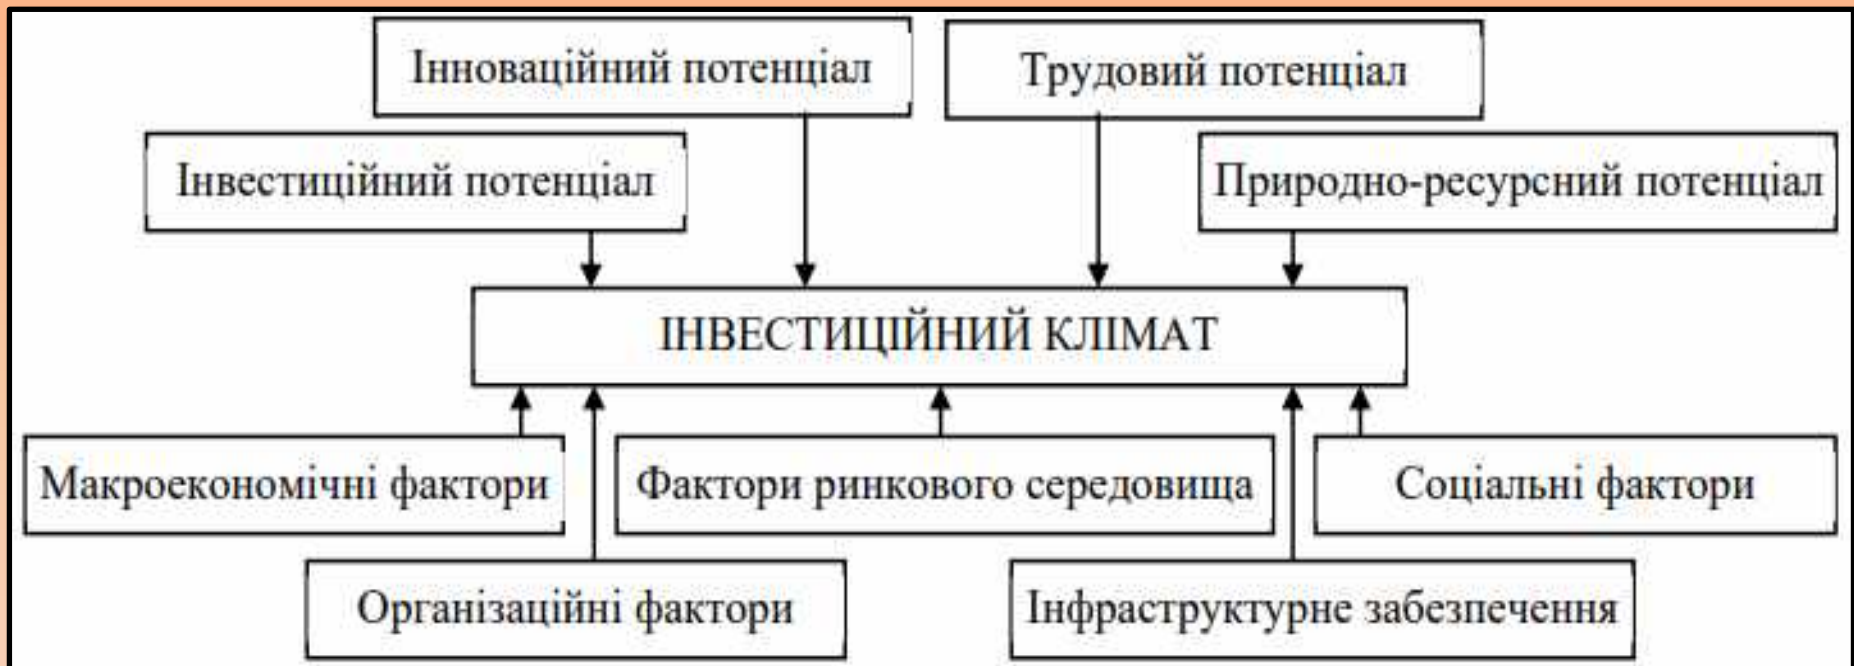 Інноваційний потенціал
Трудовий потенціал
Інвестиційний потенціал
Природно-ресурсний потенціал
ІНВЕСТИЦІЙНИЙ КЛІМАТ
Макроекономічні фактори
Фактори ринкового середовища
Соціальні фактори
Організаційні фактори
Інфраструктурне забезпечення